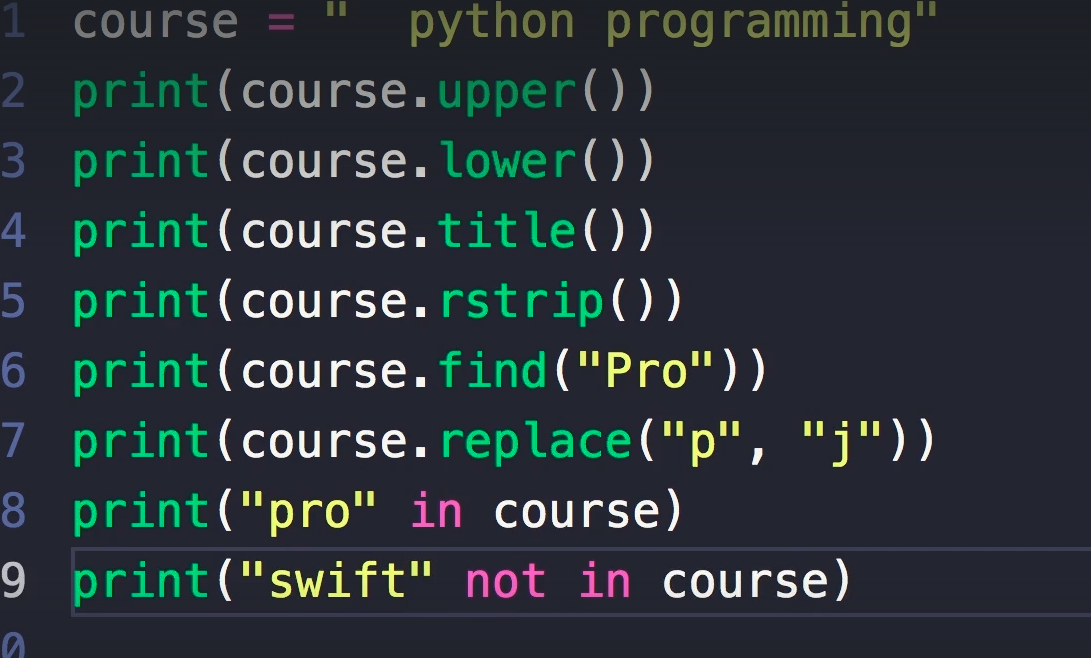 1 course = "  python programming"
2 print(course.upper())
3 print(course.lower())
4 print(course.title())
5 print(course.rstrip())
6 print(course.find("Pro"))
7 print(course.replace("p", "j"))
8 print("pro" in course)
9 print("swift" not in course)
0